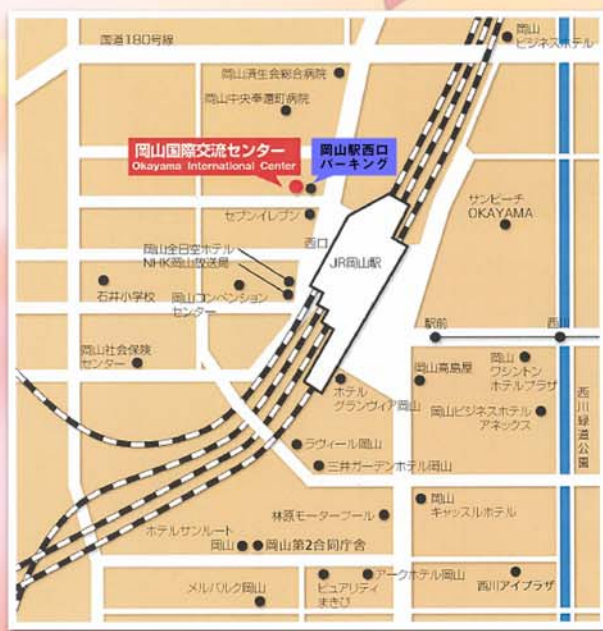 国道180号線
岡山
ビジネスホテル
岡山済生会総合病院
岡山中央奉還町病院
岡山国際交流センター
Okayama International Center
岡山駅西口
パーキング
セブンイレブン
サンピーチ
OKAYAMA
西口
JR岡山駅
岡山全日空ホテル
NHK岡山放送局
石井小学校
岡山コンベンション
センター
岡山社会保険
センター
駅前
西川
岡山高島屋
岡山
ワシントン
ホテルプラザ
ホテル
グランヴィア岡山
岡山ビジネスホテル
アネックス
西川緑道公園
ラヴィール岡山
三井ガーデンホテル岡山
岡山
キャッスルホテル
林原モータープール
ホテルサンルート
岡山
岡山第2合同庁舎
メルパルク岡山
ピュアリティ
まきび
アークホテル岡山
西川アイプラザ